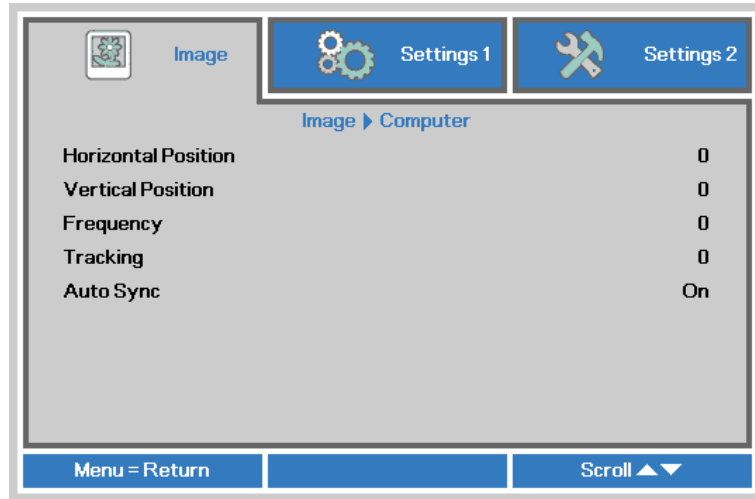 Image
Settings 1
Settings 2
Image ▶ Computer
Horizontal Position 0
Vertical Position 0
Frequency 0
Tracking 0
Auto Sync On
Menu = Return
Scroll ▲▼